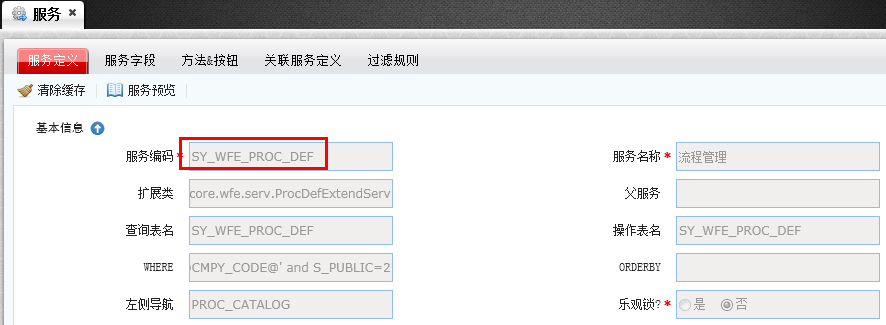 服务
服务定义 服务字段 方法&按钮 关联服务定义 过滤规则
清除缓存 服务预览
基本信息
服务编码* SY_WFE_PROC_DEF 服务名称* 流程管理
扩展类 core.wfe.serv.ProcDefExtendServ 父服务
查询表名 SY_WFE_PROC_DEF 操作表名 SY_WFE_PROC_DEF
WHERE CMPY_CODE@' and S_PUBLIC=2 ORDERBY
左侧导航 PROC_CATALOG 乐观锁?* 是 否